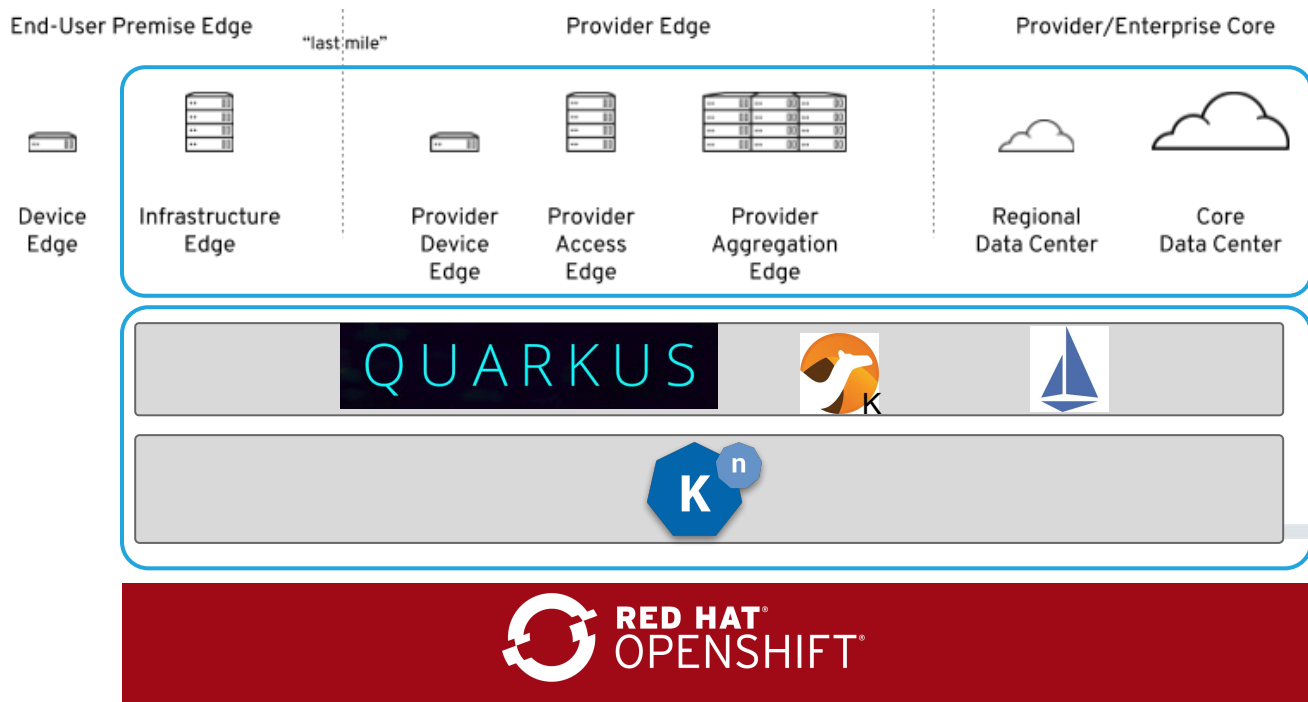 End-User Premise Edge
"last mile"
Provider Edge
Provider/Enterprise Core
Device
Edge
Infrastructure
Edge
Provider
Device
Edge
Provider
Access
Edge
Provider
Aggregation
Edge
Regional
Data Center
Core
Data Center
QUARKUS
K
K
n
RED HAT®
OPENSHIFT®